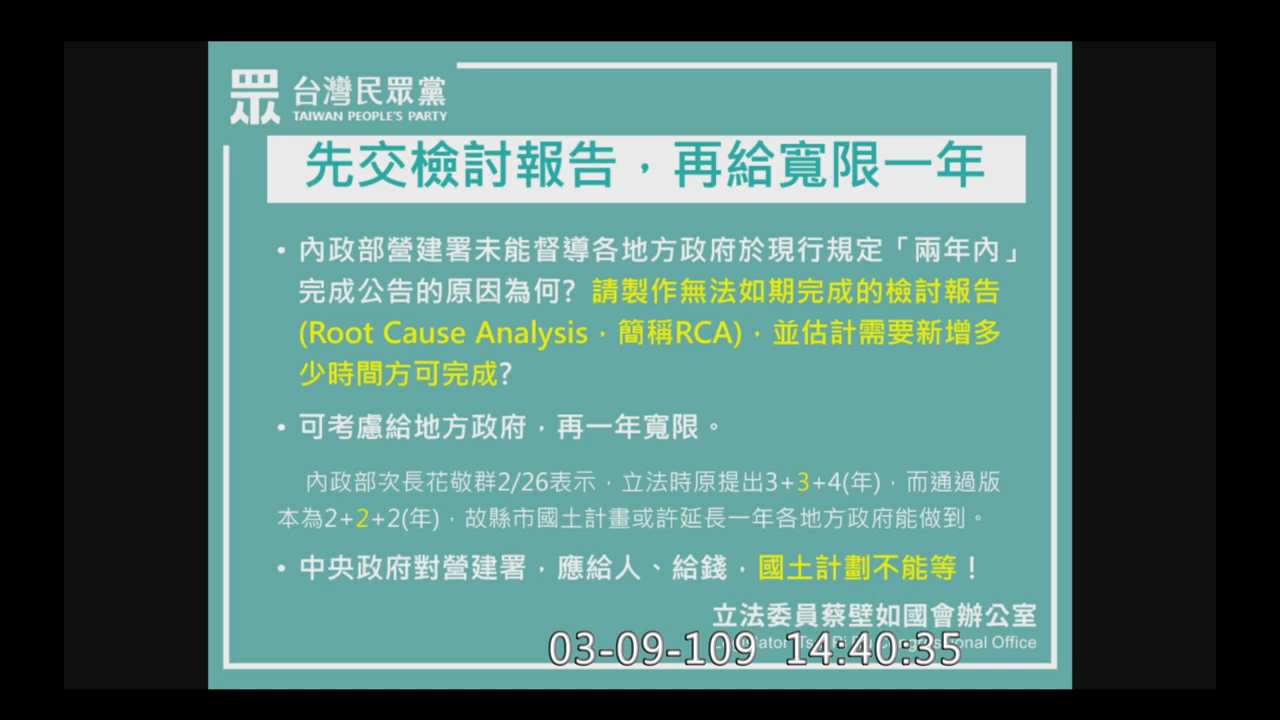 眾 台灣民眾黨
TAIWAN PEOPLE'S PARTY
先交檢討報告，再給寬限一年
• 內政部營建署未能督導各地方政府於現行規定「兩年內」
完成公告的原因為何? 請製作無法如期完成的檢討報告
(Root Cause Analysis，簡稱RCA)，並估計需要新增多
少時間方可完成?
• 可考慮給地方政府，再一年寬限。
內政部次長花敬群2/26表示，立法時原提出3+3+4(年)，而通過版
本為2+2+2(年)，故縣市國土計畫或許延長一年各地方政府能做到。
• 中央政府對營建署，應給人、給錢，國土計劃不能等！
立法委員蔡壁如國會辦公室
Office
03-09-109 14:40:35